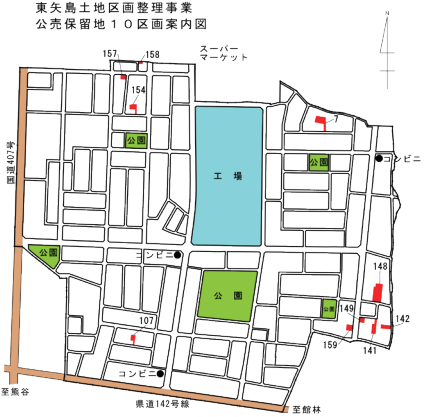 東矢島土地区画整理事業
公売保留地１０区画案内図
スーパー
マーケット
157
158
154
7
公園
公園
コンビニ
工場
国道407号
公園
コンビニ
公園
148
公園
149
142
159
141
107
コンビニ
至熊谷
県道142号線
至館林